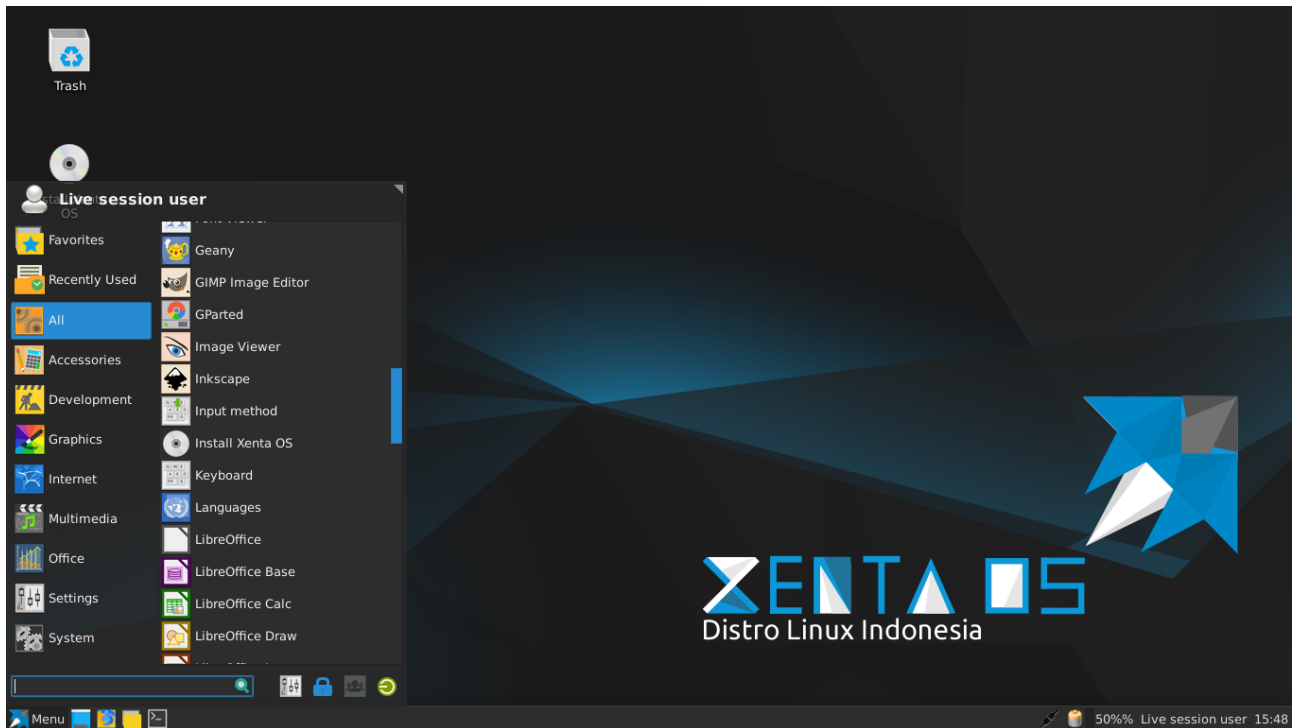 Trash
Live session user
OS
Favorites
Recently Used
All
Accessories
Development
Graphics
Internet
Multimedia
Office
Settings
System
Geany
GIMP Image Editor
GParted
Image Viewer
Inkscape
Input method
Install Xenta OS
Keyboard
Languages
LibreOffice
LibreOffice Base
LibreOffice Calc
LibreOffice Draw
XENTA OS
Distro Linux Indonesia
Menu
50%% Live session user 15:48